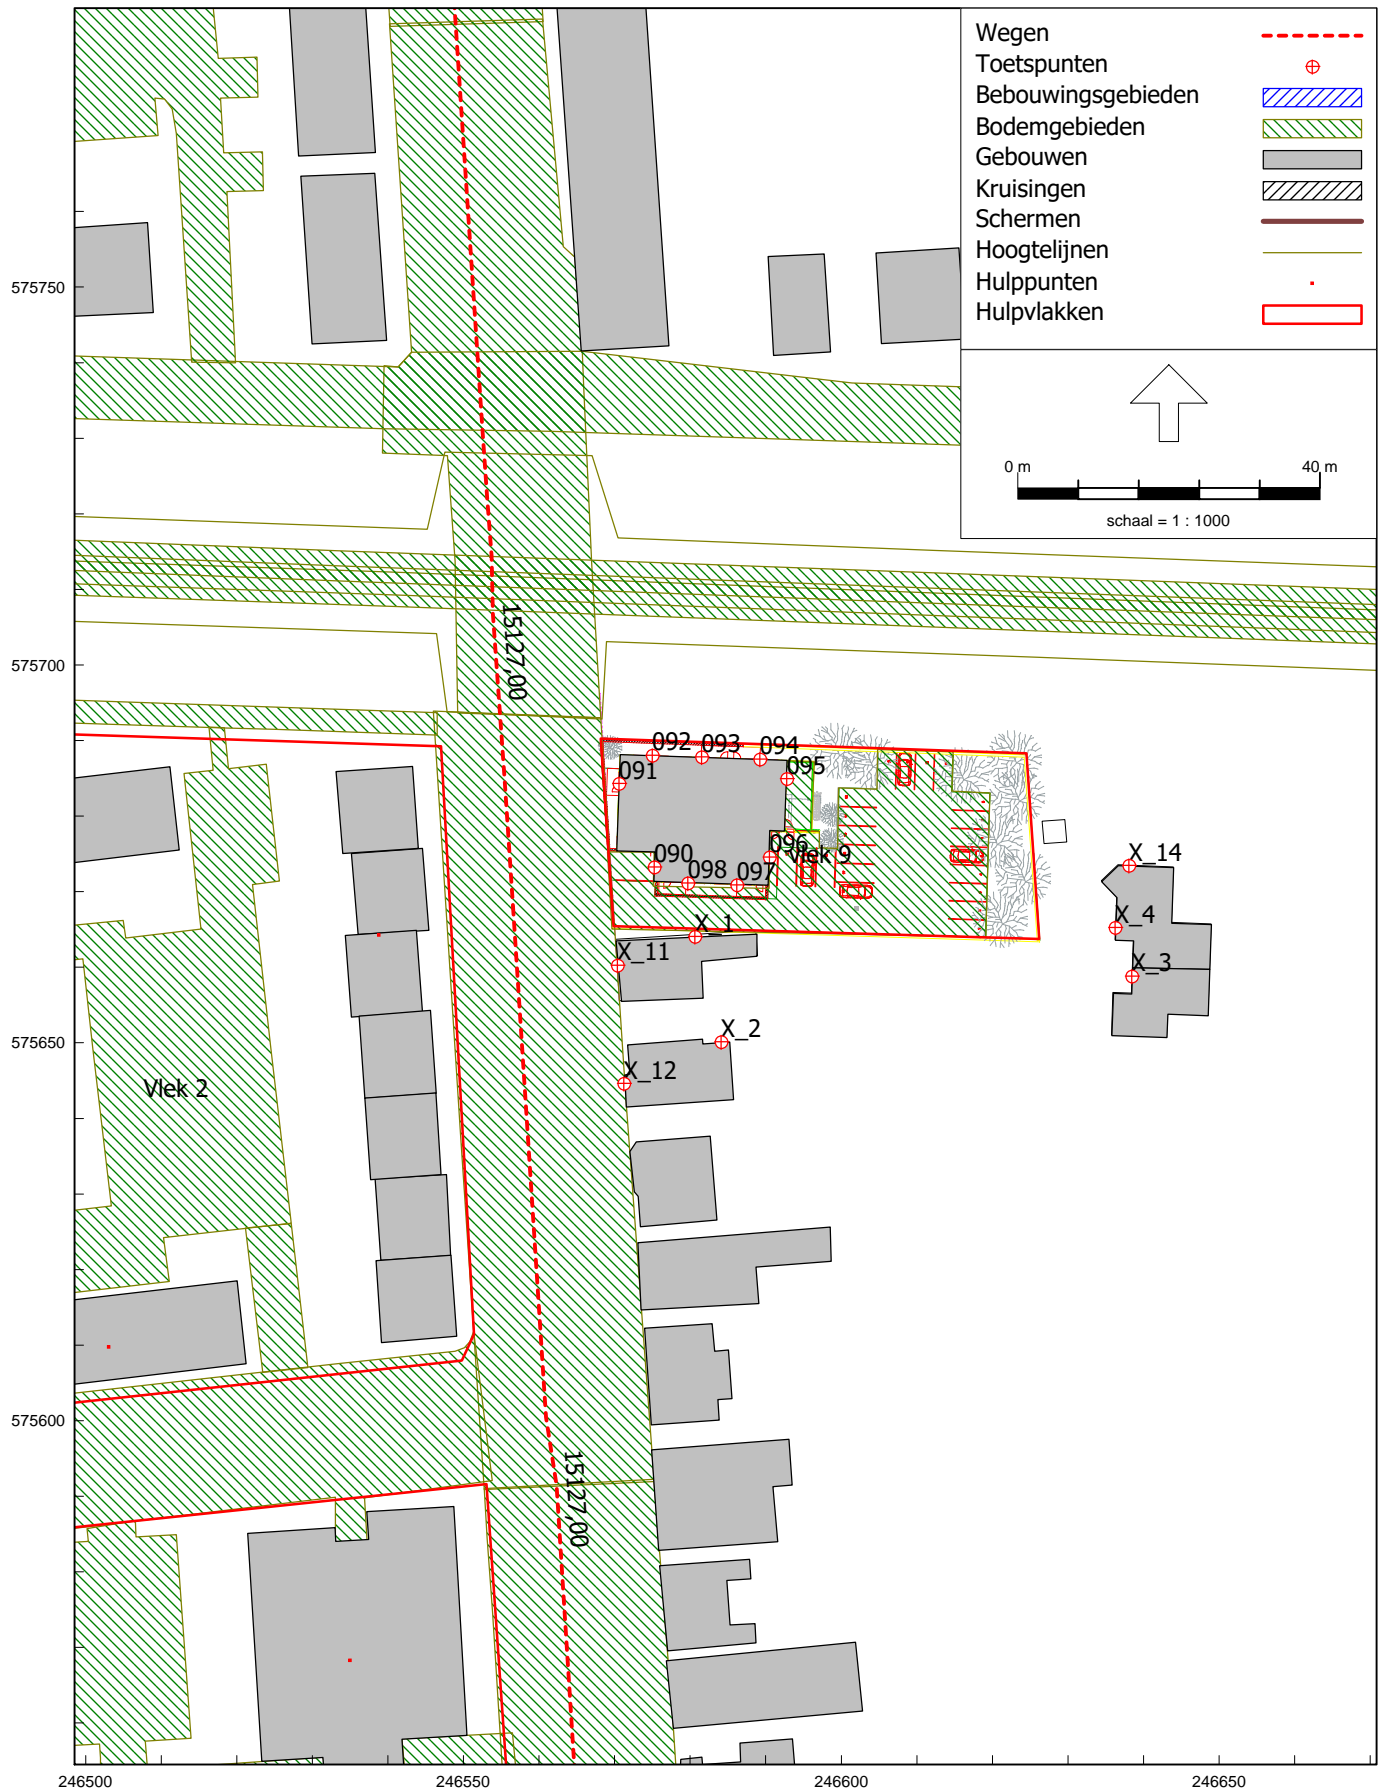 Wegen
Toetspunten
Bebouwingsgebieden
Bodemgebieden
Gebouwen
Kruisingen
Schermen
Hoogtelijnen
Hulppunten
Hulpvlakken
0 m 40 m
schaal = 1 : 1000
575750
575700
575650
575600
15127,00
092 093 094
095
091
096
Vlek 9
090
098 097
X_1
X_11
X_14
X_4
X_3
X_2
X_12
Vlek 2
15127,00
246500 246550 246600 246650